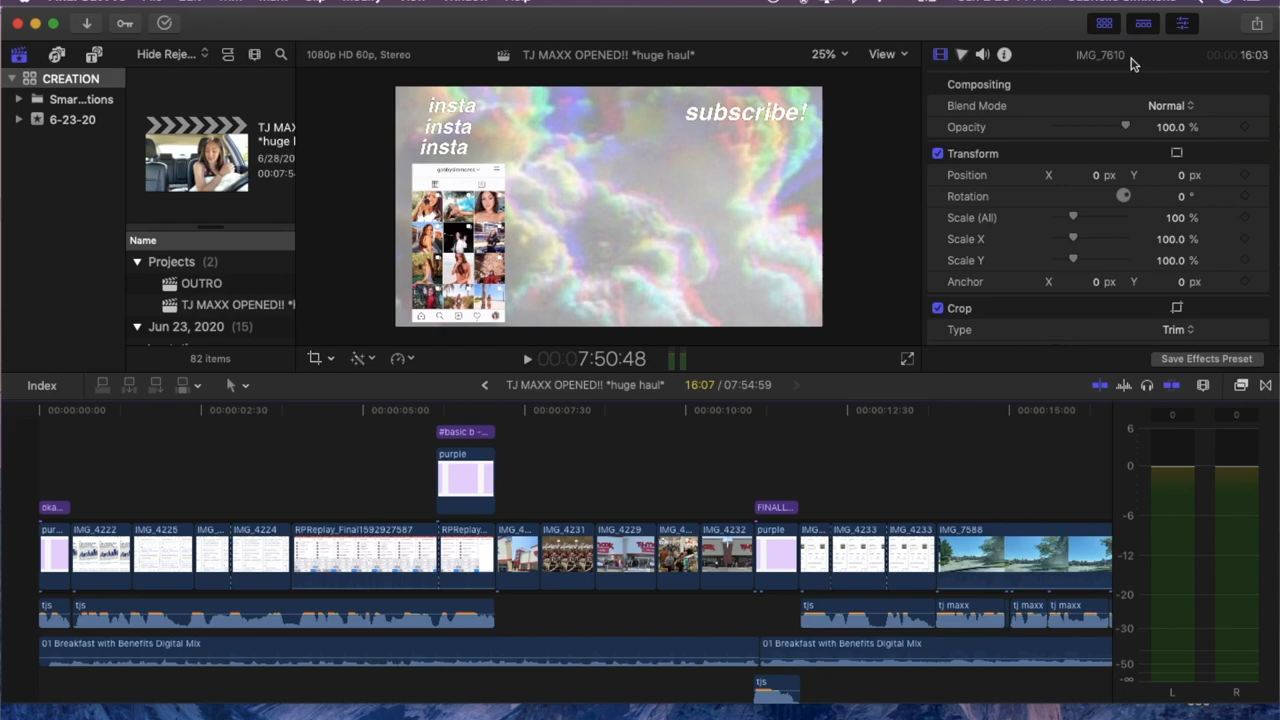 Hide Reje...
1080p HD 60p, Stereo
TJ MAXX OPENED!! *huge haul*
25%
View
IMG_7610
00:00 16:03
CREATION
Smar...tions
6-23-20
TJ MAX
*huge h
6/28/20
00:07:5
Name
Projects (2)
OUTRO
TJ MAXX OPENED!! *
Jun 23, 2020 (15)
82 items
insta
insta
insta
subscribe!
Compositing
Blend Mode Normal
Opacity 100.0 %
Transform
Position X 0 px Y 0 px
Rotation 0 °
Scale (All) 100 %
Scale X 100.0 %
Scale Y 100.0 %
Anchor X 0 px Y 0 px
Crop
Type Trim
00:00:07:50:48
Save Effects Preset
Index
TJ MAXX OPENED!! *huge haul*
16:07 / 07:54:59
00:00:00:00
00:00:02:30
00:00:05:00
00:00:07:30
00:00:10:00
00:00:12:30
00:00:15:00
0 0
#basic b -...
purple
oka...
FINALL...
pur...
IMG_4222
IMG_4225
IMG_...
IMG_4224
RPReplay_Final1592927587
RPReplay...
IMG_4...
IMG_4231
IMG_4229
IMG_4...
IMG_4232
purple
IMG...
IMG_4233
IMG_4233
IMG_7588
tjs
tjs
tjs
tj maxx
tj maxx
tj maxx
01 Breakfast with Benefits Digital Mix
01 Breakfast with Benefits Digital Mix
tjs
6
0
-6
-12
-20
-30
-50
-∞
L R